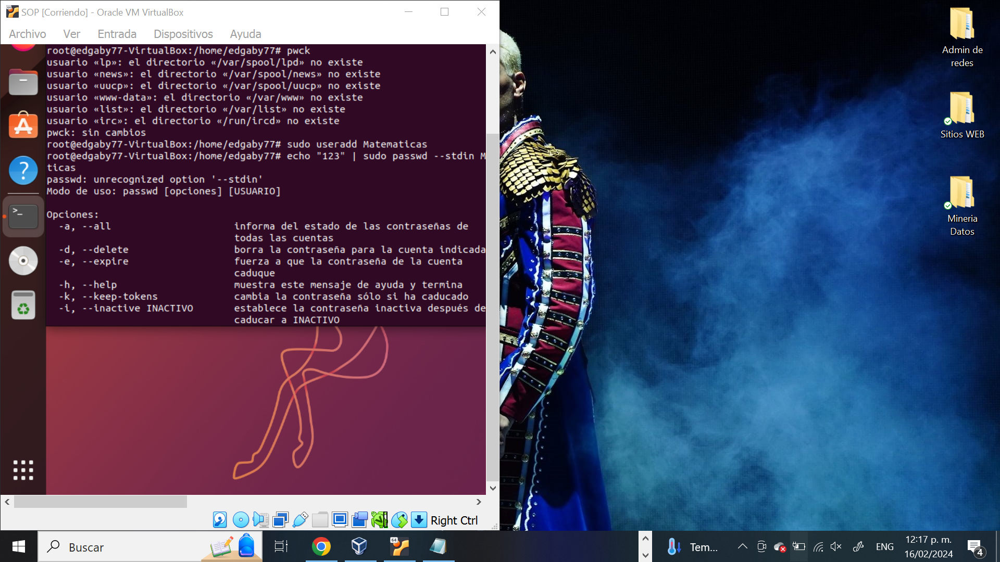 SOP [Corriendo] - Oracle VM VirtualBox
Archivo Ver Entrada Dispositivos Ayuda
root@edgaby77-VirtualBox:/home/edgaby77# pwck
usuario «lp»: el directorio «/var/spool/lpd» no existe
usuario «news»: el directorio «/var/spool/news» no existe
usuario «uucp»: el directorio «/var/spool/uucp» no existe
usuario «www-data»: el directorio «/var/www» no existe
usuario «list»: el directorio «/var/list» no existe
usuario «irc»: el directorio «/run/ircd» no existe
pwck: sin cambios
root@edgaby77-VirtualBox:/home/edgaby77# sudo useradd Matematicas
root@edgaby77-VirtualBox:/home/edgaby77# echo "123" | sudo passwd --stdin M
ticas
passwd: unrecognized option '--stdin'
Modo de uso: passwd [opciones] [USUARIO]
Opciones:
-a, --all informa del estado de las contraseñas de
todas las cuentas
-d, --delete borra la contraseña para la cuenta indicada
-e, --expire fuerza a que la contraseña de la cuenta
caduque
-h, --help muestra este mensaje de ayuda y termina
-k, --keep-tokens cambia la contraseña sólo si ha caducado
-i, --inactive INACTIVO establece la contraseña inactiva después de
caducar a INACTIVO
Right Ctrl
Admin de
redes
Sitios WEB
Mineria
Datos
Buscar
64
Tem...
ENG
12:17 p. m.
16/02/2024
4